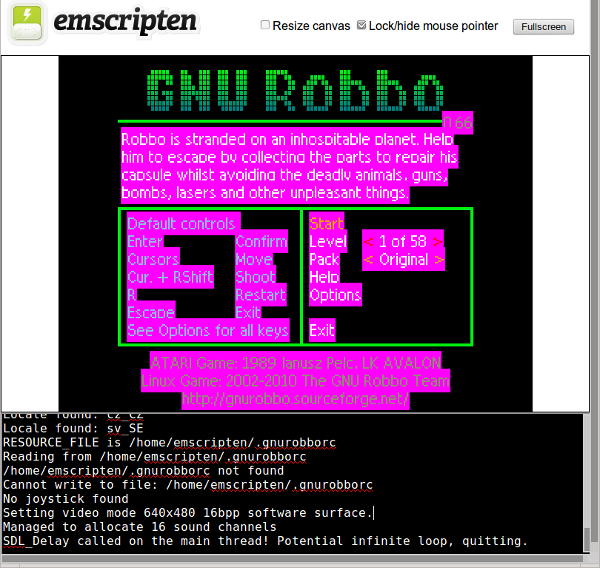 emscripten
Resize canvas
Lock/hide mouse pointer
Fullscreen
GNU Robbo
66
Robbo is stranded on an inhospitable planet. Help
him to escape by collecting the parts to repair his
capsule whilst avoiding the deadly animals, guns,
bombs, lasers and other unpleasant things.
Default controls
Enter Confirm
Cursors Move
Cur. + RShift Shoot
R Restart
Escape Exit
See Options for all keys
Start
Level < 1 of 58 >
Pack < Original >
Help
Options
Exit
ATARI Game: 1989 Janusz Pelc, LK AVALON
Linux Game: 2002-2010 The GNU Robbo Team
http://gnurobbo.sourceforge.net/
Locale found: cz_CZ
Locale found: sv_SE
RESOURCE_FILE is /home/emscripten/.gnurobborc
Reading from /home/emscripten/.gnurobborc
/home/emscripten/.gnurobborc not found
Cannot write to file: /home/emscripten/.gnurobborc
No joystick found
Setting video mode 640x480 16bpp software surface.
Managed to allocate 16 sound channels
SDL_Delay called on the main thread! Potential infinite loop, quitting.